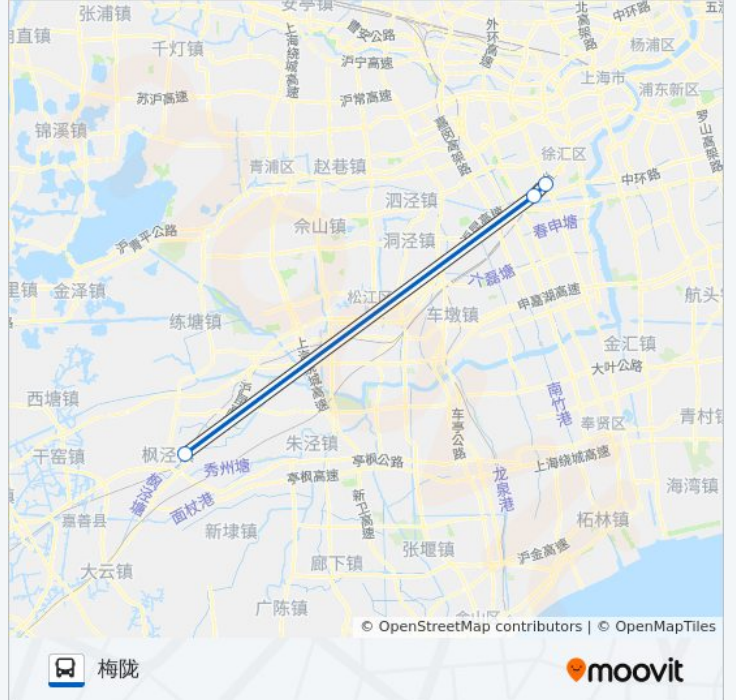 张浦镇
安亭镇
中环路
北高架路
外环高速
曹安公路
上海绕城高速
直镇
千灯镇
杨浦区
沪宁高速
上海市
苏沪高速
沪常高速
浦东新区
罗山高架路
锦溪镇
嘉闵高架路
徐汇区
青浦区
赵巷镇
中环路
泗泾镇
佘山镇
春申塘
沪青平公路
洞泾镇
六磊塘
金泽镇
松江区
申嘉湖高速
航头
练塘镇
车墩镇
金汇镇
大叶公路
西塘镇
南竹港
车亭公路
奉贤区
青村
朱泾镇
枫泾
干窑镇
秀州塘
亭枫公路
上海绕城高速
枫泾塘
亭枫高速
龙泉港
海湾镇
面杖港
新卫高速
嘉善县
新埭镇
柘林镇
张堰镇
沪金高速
廊下镇
大云镇
广陈镇
金山区
© OpenStreetMap contributors | © OpenMapTiles
梅陇
moovit